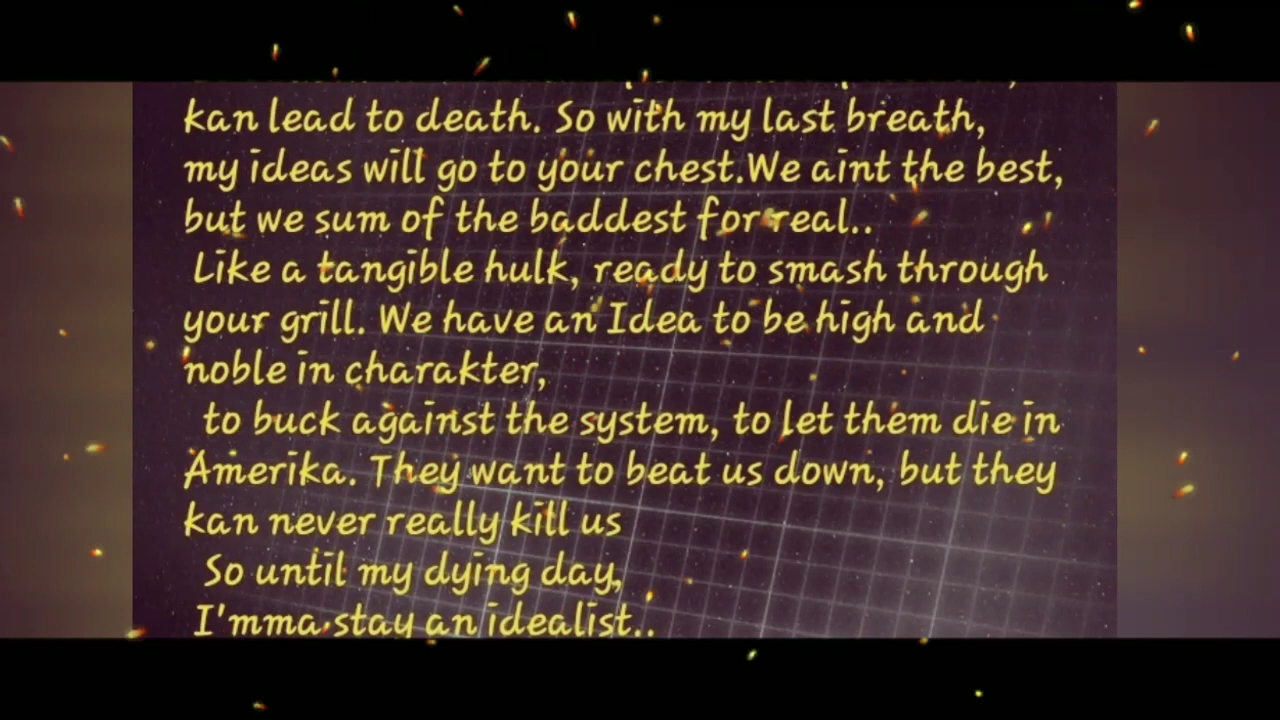 kan lead to death. So with my last breath,
my ideas will go to your chest.We aint the best,
but we sum of the baddest for real..
Like a tangible hulk, ready to smash through
your grill. We have an Idea to be high and
noble in charakter,
to buck against the system, to let them die in
Amerika. They want to beat us down, but they
kan never really kill us
So until my dying day,
I'mma stay an idealist..